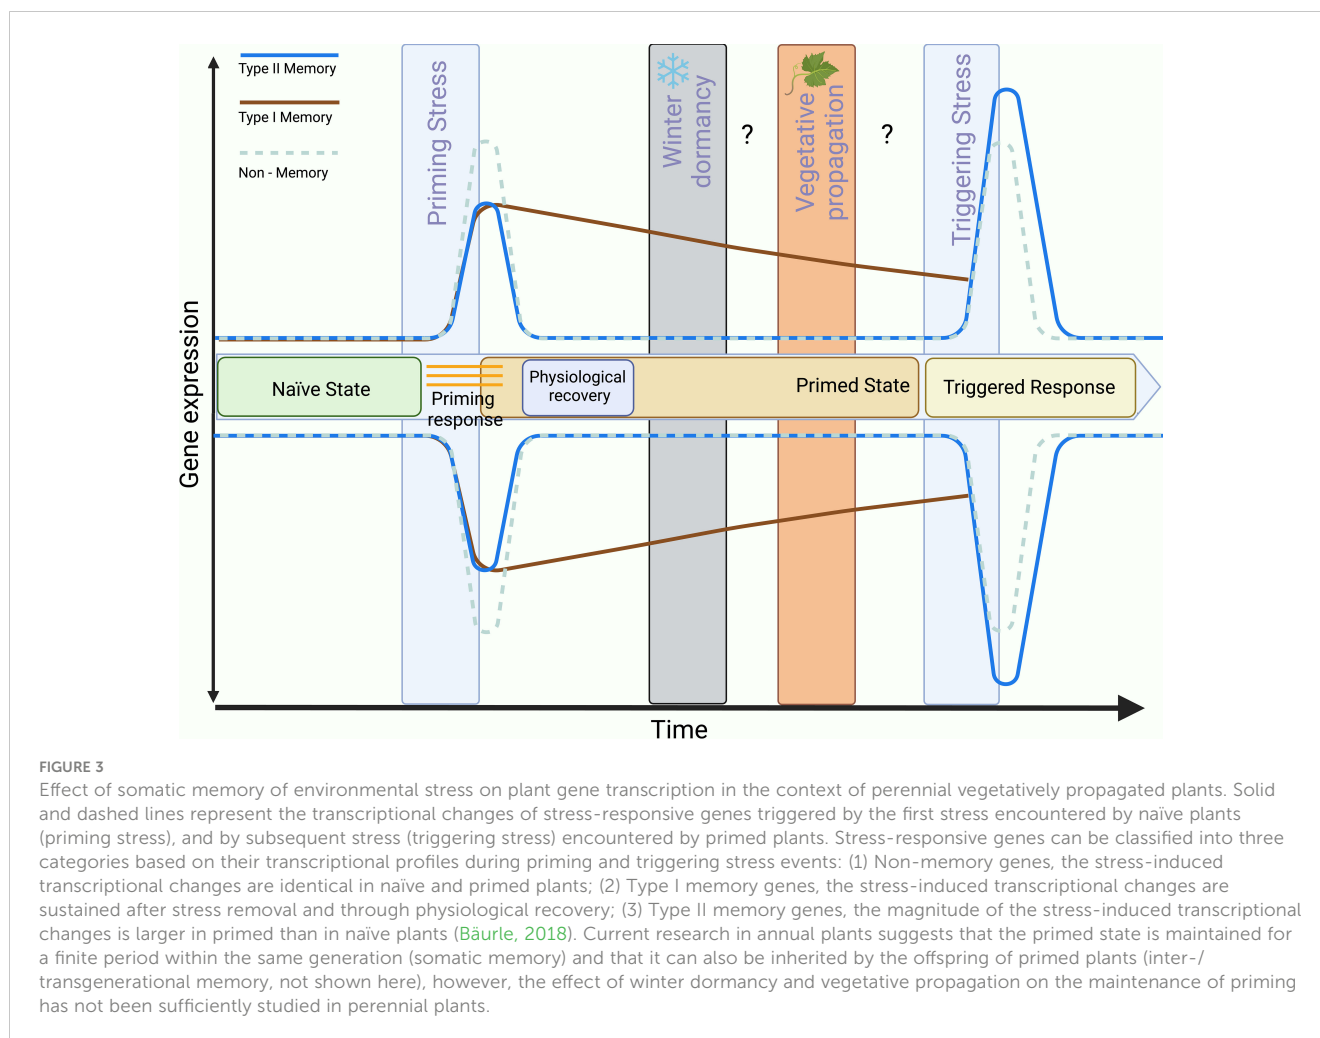 Type II Memory
Type I Memory
Non - Memory
Priming Stress
Winter
dormancy
?
Vegetative
propagation
?
Triggering Stress
Gene expression
Naïve State
Priming
response
Physiological
recovery
Primed State
Triggered Response
Time
FIGURE 3
Effect of somatic memory of environmental stress on plant gene transcription in the context of perennial vegetatively propagated plants. Solid
and dashed lines represent the transcriptional changes of stress-responsive genes triggered by the first stress encountered by naïve plants
(priming stress), and by subsequent stress (triggering stress) encountered by primed plants. Stress-responsive genes can be classified into three
categories based on their transcriptional profiles during priming and triggering stress events: (1) Non-memory genes, the stress-induced
transcriptional changes are identical in naïve and primed plants; (2) Type I memory genes, the stress-induced transcriptional changes are
sustained after stress removal and through physiological recovery; (3) Type II memory genes, the magnitude of the stress-induced transcriptional
changes is larger in primed than in naïve plants (Bäurle, 2018). Current research in annual plants suggests that the primed state is maintained for
a finite period within the same generation (somatic memory) and that it can also be inherited by the offspring of primed plants (inter-/
transgenerational memory, not shown here), however, the effect of winter dormancy and vegetative propagation on the maintenance of priming
has not been sufficiently studied in perennial plants.